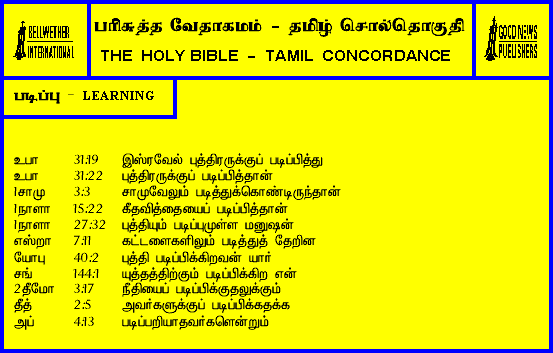 BELLWETHER INTERNATIONAL
பரிசுத்த வேதாகமம் - தமிழ் சொல்தொகுதி
THE HOLY BIBLE - TAMIL CONCORDANCE
GOOD NEWS PUBLISHERS
படிப்பு - LEARNING
உபா 31:19 இஸ்ரவேல் புத்திரருக்குப் படிப்பித்து
உபா 31:22 புத்திரருக்குப் படிப்பித்தான்
1சாமு 3:3 சாமுவேலும் படித்துக்கொண்டிருந்தான்
1நாளா 15:22 கீதவித்தையைப் படிப்பித்தான்
1நாளா 27:32 புத்தியும் படிப்புமுள்ள மனுஷன்
எஸ்றா 7:11 கட்டளைகளிலும் படித்துத் தேறின
யோபு 40:2 புத்தி படிப்பிக்கிறவன் யார்
சங் 144:1 யுத்தத்திற்கும் படிப்பிக்கிற என்
2தீமோ 3:17 நீதியைப் படிப்பிக்குதலுக்கும்
தீத் 2:5 அவர்களுக்குப் படிப்பிக்கதக்க
அப் 4:13 படிப்பறியாதவர்களென்றும்